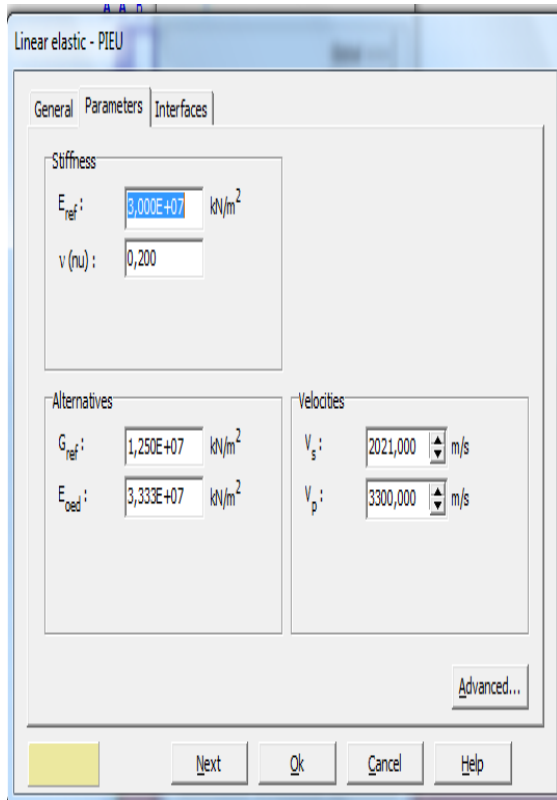 Linear elastic - PIEU
General Parameters Interfaces
Stiffness
E_ref : 3,000E+07 kN/m²
ν (nu) : 0,200
Alternatives
G_ref : 1,250E+07 kN/m²
E_oed : 3,333E+07 kN/m²
Velocities
V_s : 2021,000 m/s
V_p : 3300,000 m/s
Advanced...
Next Ok Cancel Help